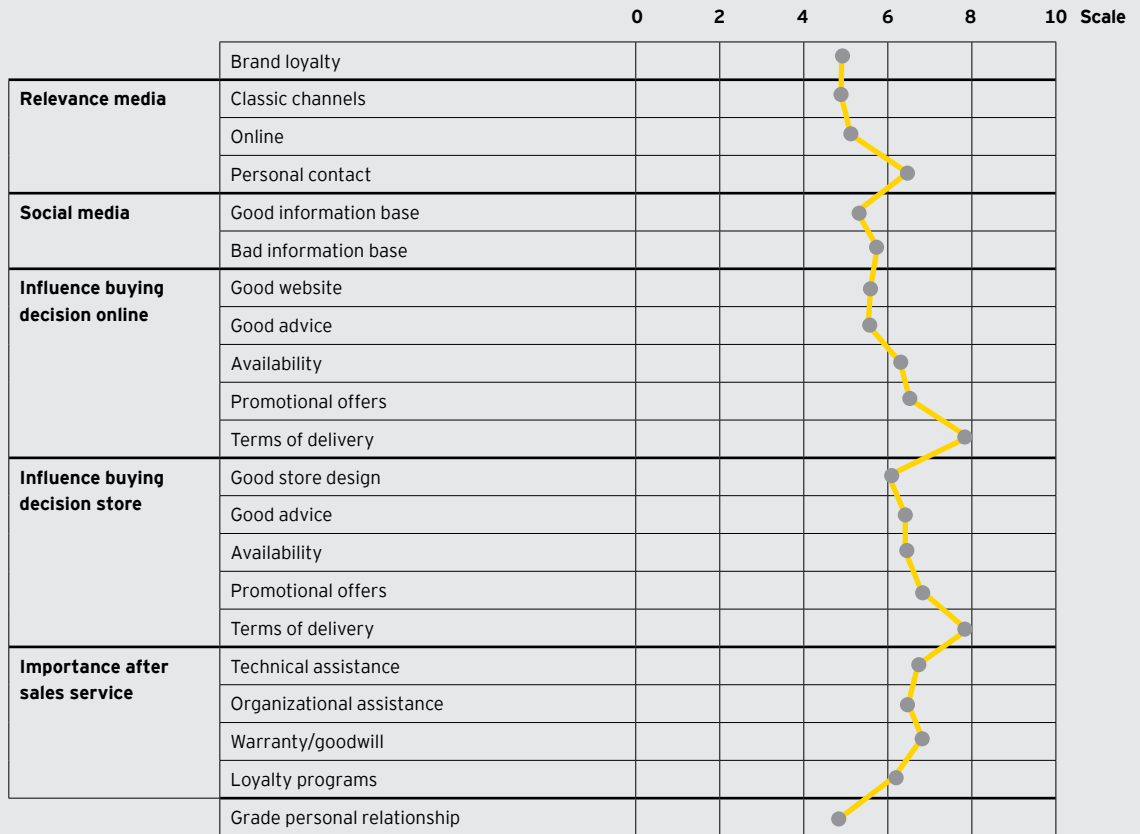 0 2 4 6 8 10 Scale
Brand loyalty
Relevance media
Classic channels
Online
Personal contact
Social media
Good information base
Bad information base
Influence buying
decision online
Good website
Good advice
Availability
Promotional offers
Terms of delivery
Influence buying
decision store
Good store design
Good advice
Availability
Promotional offers
Terms of delivery
Importance after
sales service
Technical assistance
Organizational assistance
Warranty/goodwill
Loyalty programs
Grade personal relationship